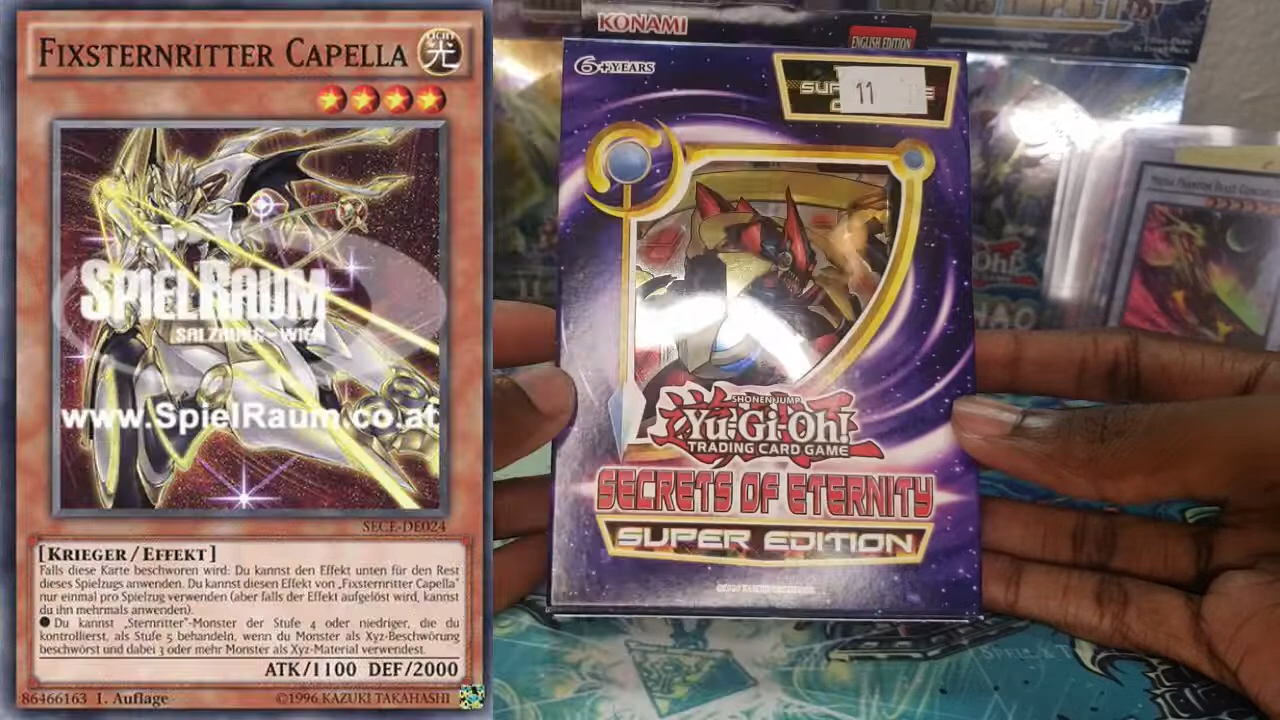 FIXSTERNRITTER CAPELLA
LICHT
光
SPIELRAUM
SALZBURG - WIEN
www.SpielRaum.co.at
SECE-DE024
[KRIEGER / EFFEKT]
Falls diese Karte beschworen wird: Du kannst den Effekt unten für den Rest
dieses Spielzugs anwenden. Du kannst diesen Effekt von „Fixsternritter Capella"
nur einmal pro Spielzug verwenden (aber falls der Effekt aufgelöst wird, kannst
du ihn mehrmals anwenden).
● Du kannst „Sternritter"-Monster der Stufe 4 oder niedriger, die du
kontrollierst, als Stufe 5 behandeln, wenn du Monster als Xyz-Beschwörung
beschwörst und dabei 3 oder mehr Monster als Xyz-Material verwendest.
ATK/1100 DEF/2000
86466163 1. Auflage
©1996 KAZUKI TAKAHASHI
KONAMI
ENGLISH EDITION
6+YEARS
11
SHONEN JUMP
Yu-Gi-Oh!
TRADING CARD GAME
SECRETS OF ETERNITY
SUPER EDITION